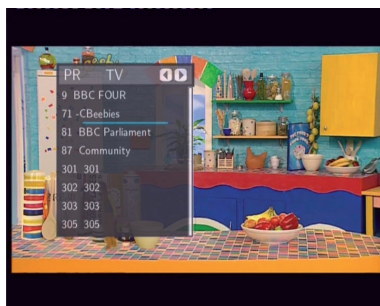 PR TV
9 BBC FOUR
71 -CBeebies
81 BBC Parliament
87 Community
301 301
302 302
303 303
305 305